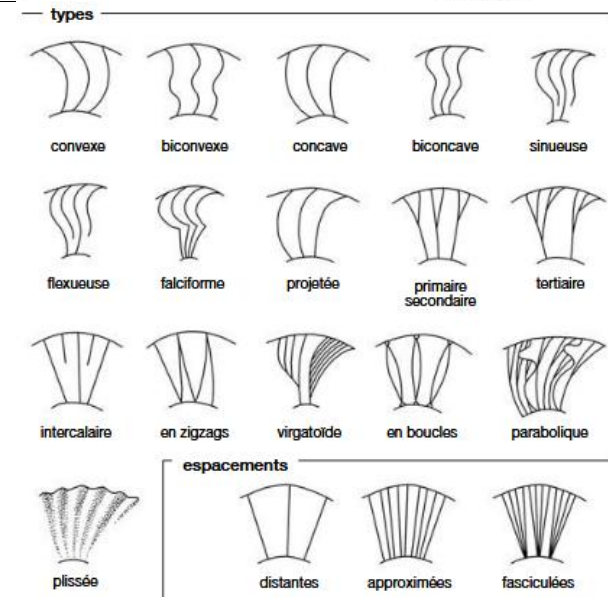 types
convexe
biconvexe
concave
biconcave
sinueuse
flexueuse
falciforme
projetée
primaire
secondaire
tertiaire
intercalaire
en zigzags
virgatoïde
en boucles
parabolique
espacements
plissée
distantes
approximées
fasciculées